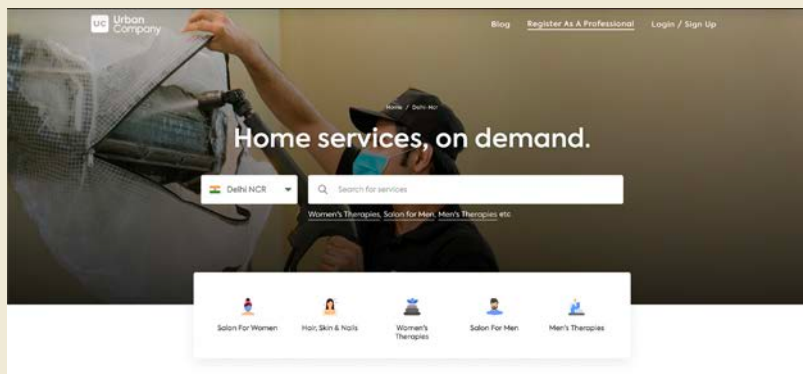 UC Urban
Company
Blog
Register As A Professional
Login / Sign Up
Home / Delhi-Ncr
Home services, on demand.
Delhi NCR
Search for services
Women's Therapies, Salon for Men, Men's Therapies etc
Salon For Women
Hair, Skin & Nails
Women's
Therapies
Salon For Men
Men's Therapies